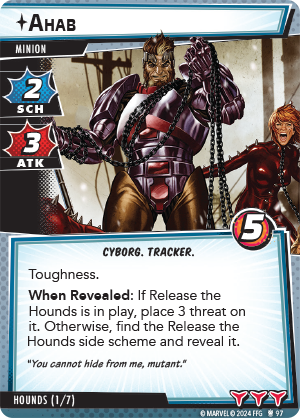 AHAB
MINION
2
SCH
3
ATK
5
CYBORG. TRACKER.
Toughness.
When Revealed: If Release the
Hounds is in play, place 3 threat on
it. Otherwise, find the Release the
Hounds side scheme and reveal it.
"You cannot hide from me, mutant."
HOUNDS (1/7)
© MARVEL © 2024 FFG 97